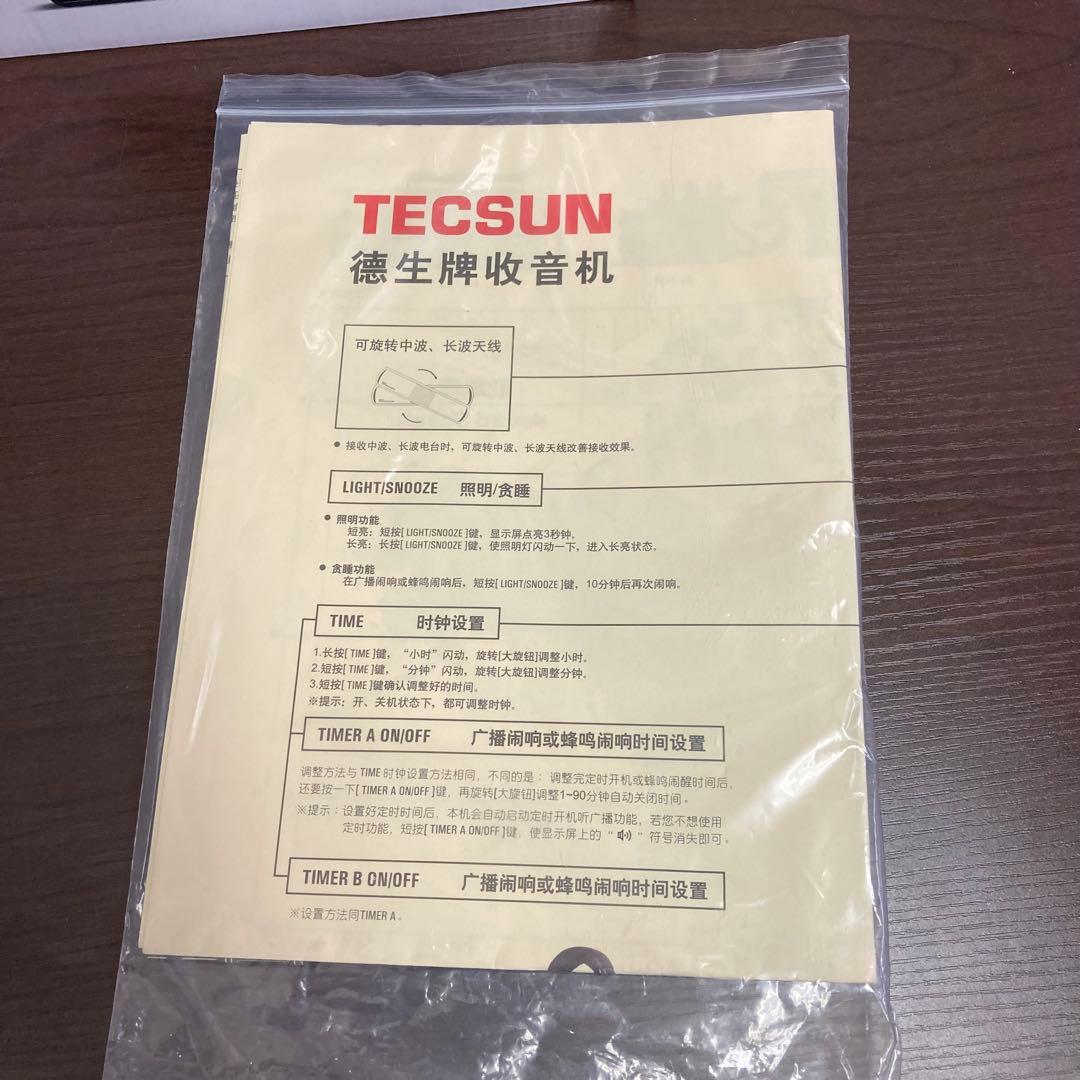 TECSUN
德生牌收音机
可旋转中波、长波天线
● 接收中波、长波电台时，可旋转中波、长波天线改善接收效果。
LIGHT/SNOOZE 照明/贪睡
● 照明功能
短亮：短按[ LIGHT/SNOOZE ]键，显示屏点亮3秒钟。
长亮：长按[ LIGHT/SNOOZE ]键，使照明灯闪动一下，进入长亮状态。
● 贪睡功能
在广播闹响或蜂鸣闹响后，短按[ LIGHT/SNOOZE ]键，10分钟后再次闹响。
TIME 时钟设置
1.长按[ TIME ]键，“小时”闪动，旋转[大旋钮]调整小时。
2.短按[ TIME ]键，“分钟”闪动，旋转[大旋钮]调整分钟。
3.短按[ TIME ]键确认调整好的时间。
※提示：开、关机状态下，都可调整时钟。
TIMER A ON/OFF 广播闹响或蜂鸣闹响时间设置
调整方法与 TIME 时钟设置方法相同，不同的是：调整完定时开机或蜂鸣闹醒时间后，
还要按一下[ TIMER A ON/OFF ]键，再旋转[大旋钮]调整1~90分钟自动关闭时间。
※提示：设置好定时时间后，本机会自动启动定时开机听广播功能，若您不想使用
定时功能，短按[ TIMER A ON/OFF ]键，使显示屏上的“ ”符号消失即可。
TIMER B ON/OFF 广播闹响或蜂鸣闹响时间设置
※设置方法同TIMER A。